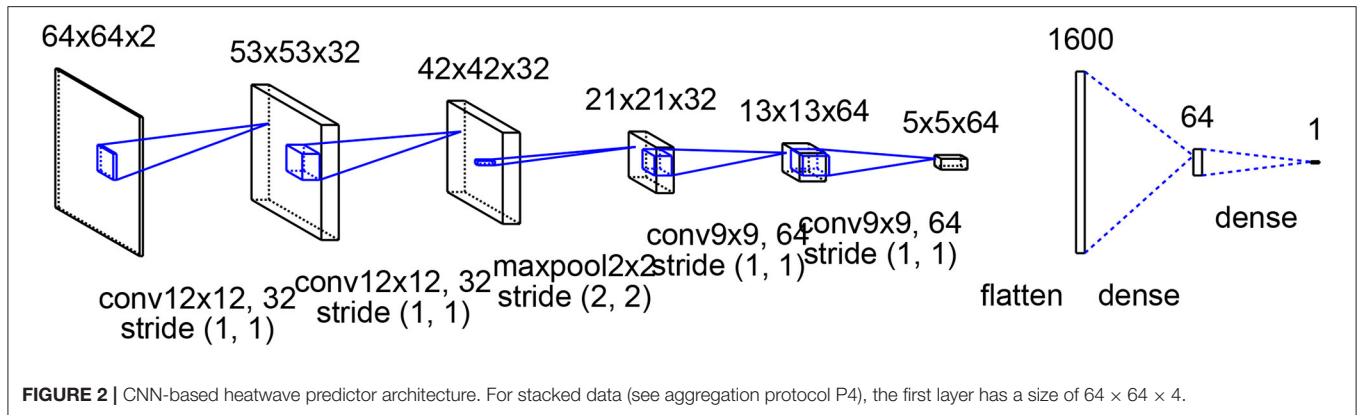 64x64x2
53x53x32
42x42x32
21x21x32
13x13x64
5x5x64
1600
64
1
conv12x12, 32
stride (1, 1)
conv12x12, 32
stride (1, 1)
maxpool2x2
stride (2, 2)
conv9x9, 64
stride (1, 1)
conv9x9, 64
stride (1, 1)
flatten
dense
dense
FIGURE 2 | CNN-based heatwave predictor architecture. For stacked data (see aggregation protocol P4), the first layer has a size of 64 × 64 × 4.